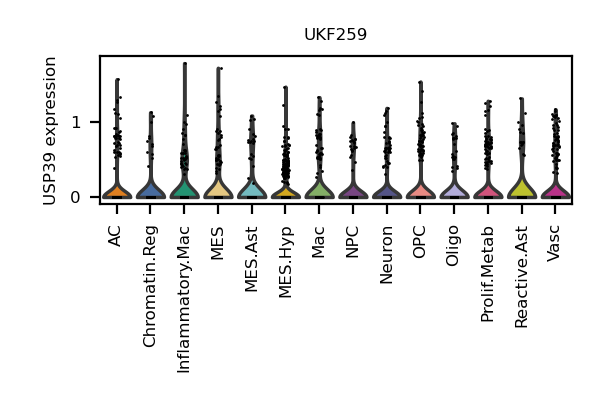 UKF259
USP39 expression
1
0
AC
Chromatin.Reg
Inflammatory.Mac
MES
MES.Ast
MES.Hyp
Mac
NPC
Neuron
OPC
Oligo
Prolif.Metab
Reactive.Ast
Vasc